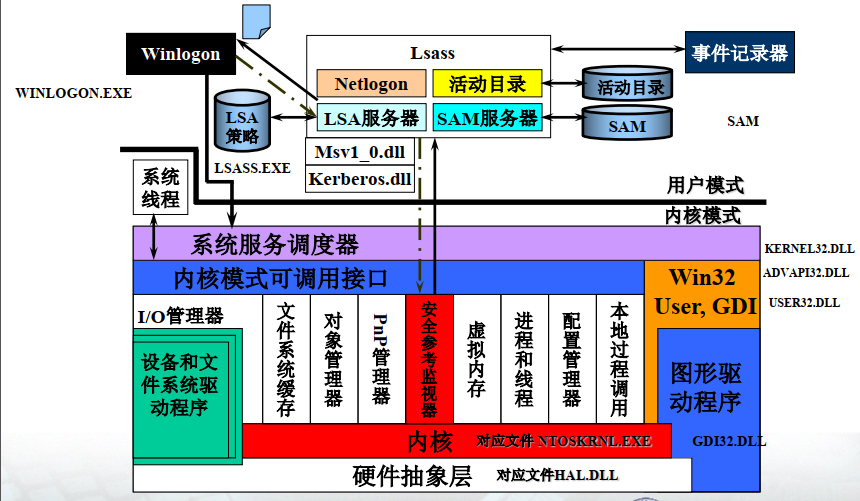 Winlogon
WINLOGON.EXE
Lsass
Netlogon
活动目录
LSA服务器
SAM服务器
Msv1_0.dll
Kerberos.dll
LSA
策略
LSASS.EXE
事件记录器
活动目录
SAM
SAM
用户模式
内核模式
系统
线程
系统服务调度器
KERNEL32.DLL
内核模式可调用接口
Win32
User, GDI
ADVAPI32.DLL
USER32.DLL
I/O管理器
设备和文
件系统驱
动程序
文件系统缓存
对象管理器
PnP管理器
安全参考监视器
虚拟内存
进程和线程
配置管理器
本地过程调用
图形驱
动程序
内核 对应文件 NTOSKRNL.EXE
GDI32.DLL
硬件抽象层 对应文件HAL.DLL